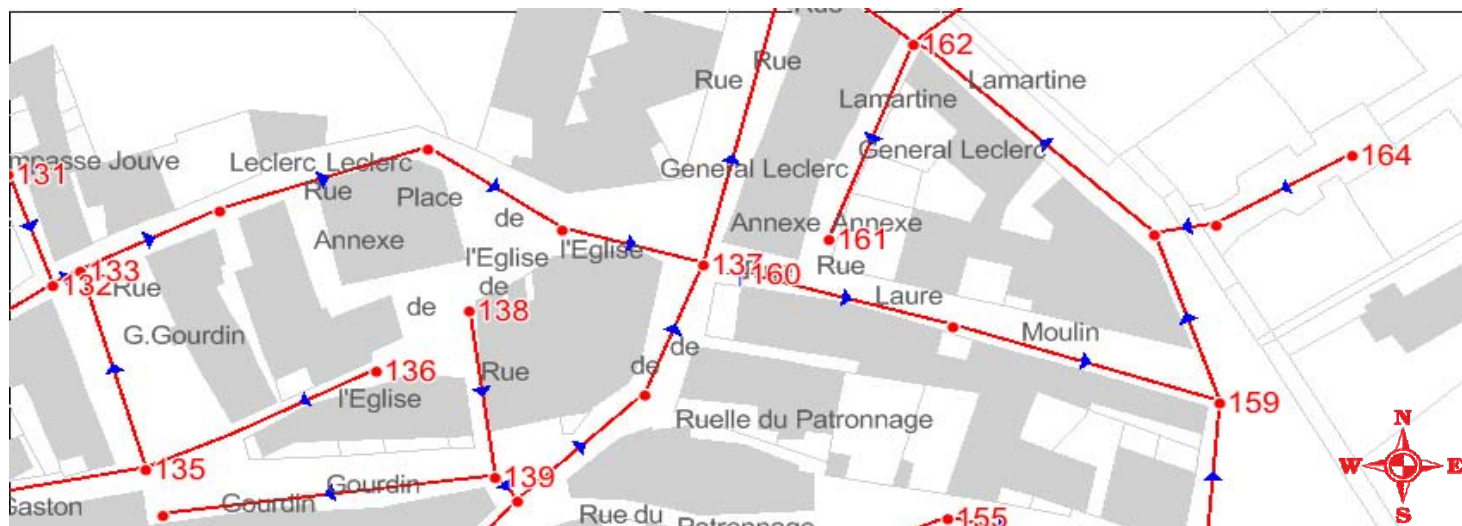 Rue
162
Rue
Rue
Lamartine
Lamartine
General Leclerc
164
mpasse Jouve
131
Leclerc Leclerc
General Leclerc
Rue
Place
de
Annexe Annexe
161
Annexe
l'Eglise
l'Eglise
137
Rue
133
132
Rue
160
de
de
138
Laure
G.Gourdin
Moulin
de
de
136
Rue
l'Eglise
159
Ruelle du Patronnage
N
W E
S
135
139
Gourdin
Gourdin
Gaston
Rue du
Patronnage
155